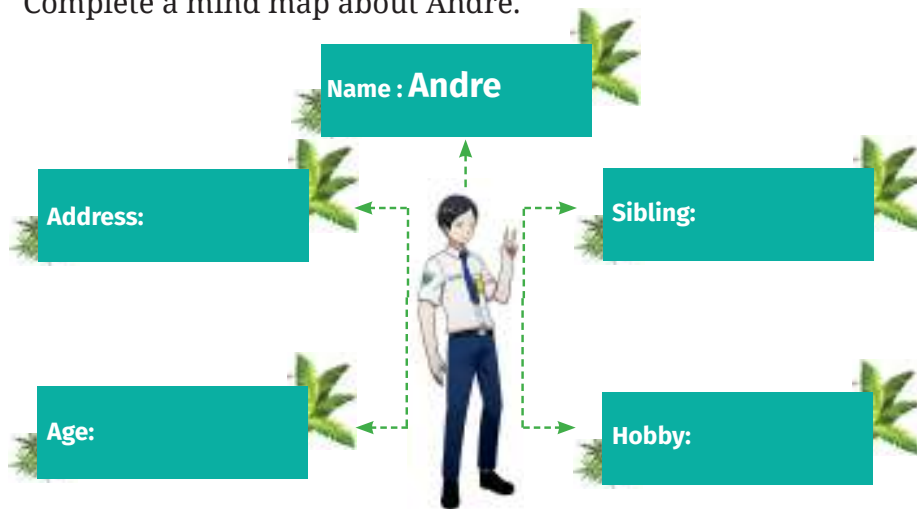 Complete a mind map about Andre.
Name : Andre
Address:
Sibling:
Age:
Hobby: